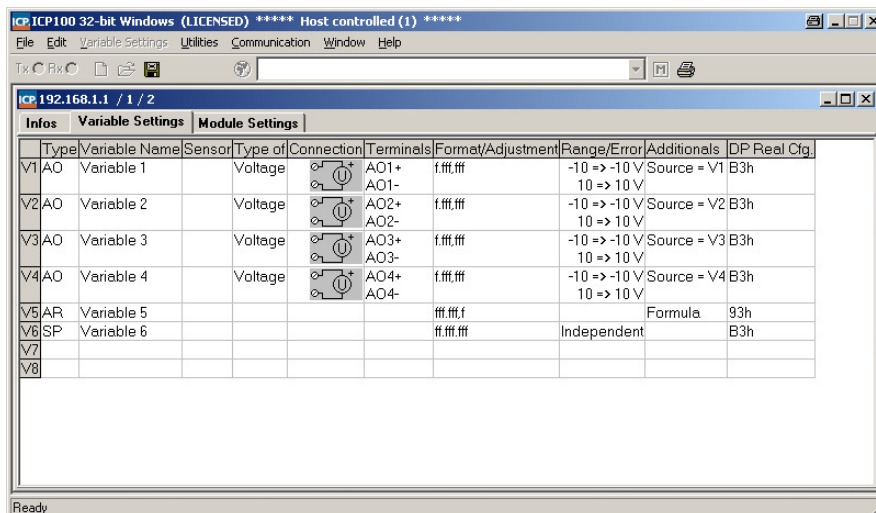 ICP ICP100 32-bit Windows (LICENSED) ***** Host controlled (1) *****
File Edit Variable Settings Utilities Communication Window Help
Tx Rx M
ICP 192.168.1.1 / 1 / 2
Infos Variable Settings Module Settings
Type Variable Name Sensor Type of Connection Terminals Format/Adjustment Range/Error Additionals DP Real Cfg.
V1 AO Variable 1 Voltage U AO1+ f.fff,fff -10 => -10 V Source = V1 B3h
AO1- 10 => 10 V
V2 AO Variable 2 Voltage U AO2+ f.fff,fff -10 => -10 V Source = V2 B3h
AO2- 10 => 10 V
V3 AO Variable 3 Voltage U AO3+ f.fff,fff -10 => -10 V Source = V3 B3h
AO3- 10 => 10 V
V4 AO Variable 4 Voltage U AO4+ f.fff,fff -10 => -10 V Source = V4 B3h
AO4- 10 => 10 V
V5 AR Variable 5 fff.fff,f Formula 93h
V6 SP Variable 6 ff.fff.fff Independent B3h
V7
V8
Ready